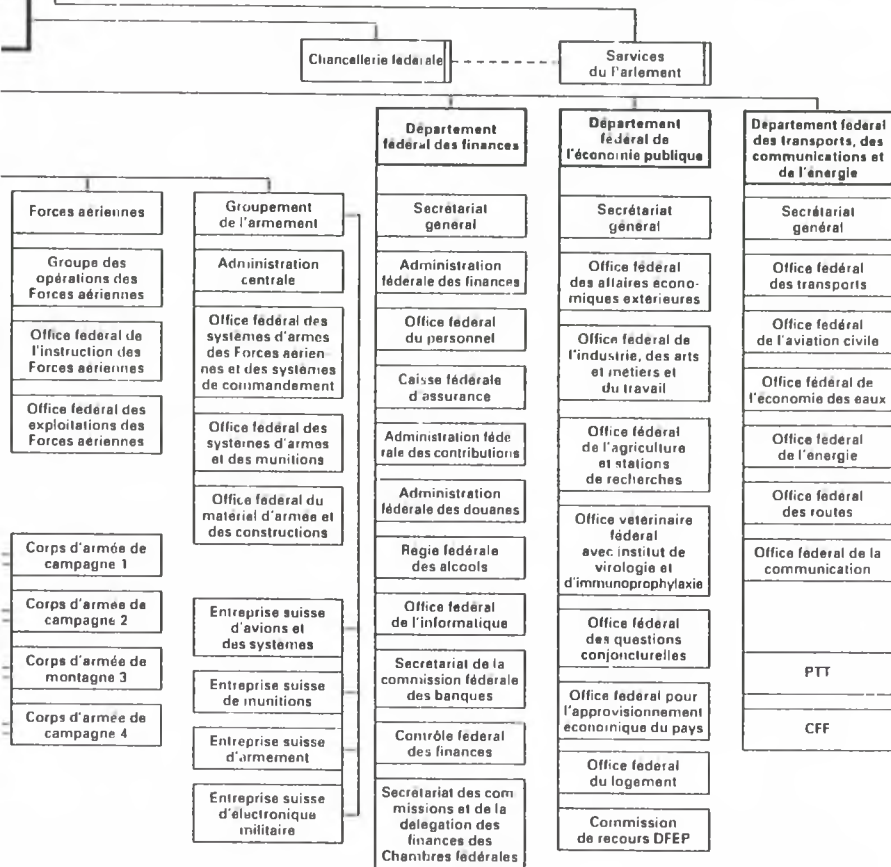 Chancellerie fédérale
Services
du Parlement
Forces aériennes
Groupe des
opérations des
Forces aériennes
Office fédéral de
l'instruction des
Forces aériennes
Office fédéral des
exploitations des
Forces aériennes
Corps d'armée de
campagne 1
Corps d'armée de
campagne 2
Corps d'armée de
montagne 3
Corps d'armée de
campagne 4
Groupement
de l'armement
Administration
centrale
Office fédéral des
systèmes d'armes
des Forces aérien-
nes et des systèmes
de commandement
Office fédéral des
systèmes d'armes
et des munitions
Office fédéral du
matériel d'armée et
des constructions
Entreprise suisse
d'avions et
des systèmes
Entreprise suisse
de munitions
Entreprise suisse
d'armement
Entreprise suisse
d'électronique
militaire
Département
fédéral des finances
Secrétariat
général
Administration
fédérale des finances
Office fédéral
du personnel
Caisse fédérale
d'assurance
Administration fédé
rale des contributions
Administration
fédérale des douanes
Régie fédérale
des alcools
Office fédéral
de l'informatique
Secrétariat de la
commission fédérale
des banques
Contrôle fédéral
des finances
Secrétariat des com
missions et de la
délégation des
finances des
Chambres fédérales
Département
fédéral de
l'économie publique
Secrétariat
général
Office fédéral
des affaires écono-
miques extérieures
Office fédéral de
l'industrie, des arts
et métiers et
du travail
Office fédéral
de l'agriculture
et stations
de recherches
Office vétérinaire
fédéral
avec institut de
virologie et
d'immunoprophylaxie
Office fédéral
des questions
conjoncturelles
Office fédéral pour
l'approvisionnement
économique du pays
Office fédéral
du logement
Commission
de recours DFEP
Département fédéral
des transports, des
communications et
de l'énergie
Secrétariat
général
Office fédéral
des transports
Office fédéral
de l'aviation civile
Office fédéral de
l'économie des eaux
Office fédéral
de l'énergie
Office fédéral
des routes
Office fédéral de la
communication
PTT
CFF